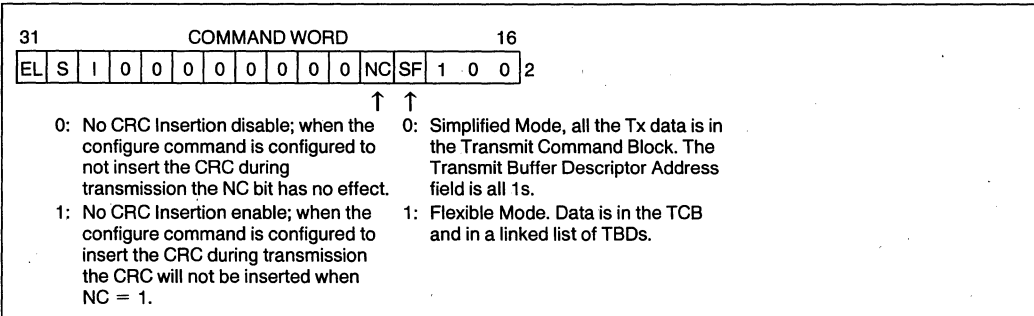 31 COMMAND WORD 16
EL S I 0 0 0 0 0 0 0 0 NC SF 1 0 0 2
↑ ↑
0: No CRC Insertion disable; when the 0: Simplified Mode, all the Tx data is in
configure command is configured to the Transmit Command Block. The
not insert the CRC during Transmit Buffer Descriptor Address
transmission the NC bit has no effect. field is all 1s.
1: No CRC Insertion enable; when the 1: Flexible Mode. Data is in the TCB
configure command is configured to and in a linked list of TBDs.
insert the CRC during transmission
the CRC will not be inserted when
NC = 1.